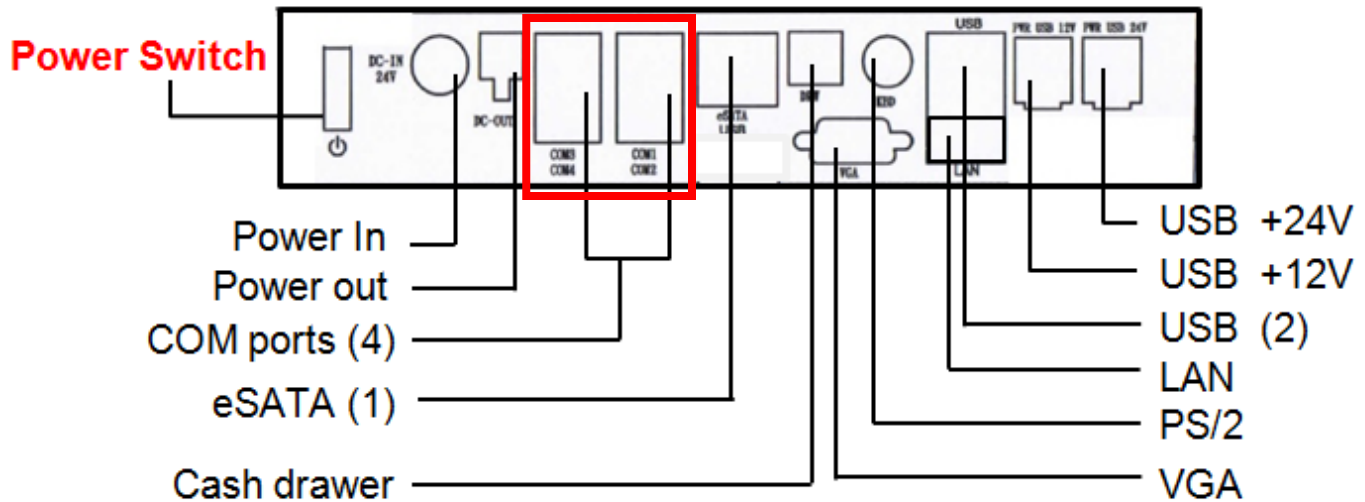 Power Switch
DC-IN
24V
DC-OUT
COM3
COM4
COM1
COM2
eSATA
DRW
KBD
VGA
USB
LAN
PWR USB 12V
PWR USB 24V
Power In
Power out
COM ports (4)
eSATA (1)
Cash drawer
USB +24V
USB +12V
USB (2)
LAN
PS/2
VGA